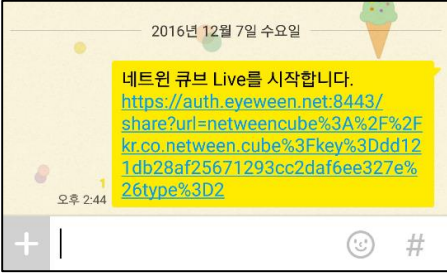 2016년 12월 7일 수요일
네트윈 큐브 Live를 시작합니다.
https://auth.eyeween.net:8443/
share?url=netweencube%3A%2F%2F
kr.co.netween.cube%3Fkey%3Ddd12
1db28af25671293cc2daf6ee327e%
26type%3D2
1
오후 2:44
+
#